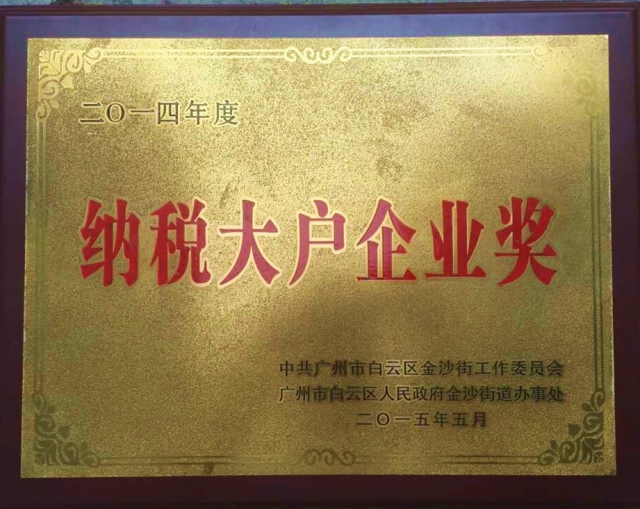 二〇一四年度
纳税大户企业奖
中共广州市白云区金沙街工作委员会
广州市白云区人民政府金沙街道办事处
二〇一五年五月